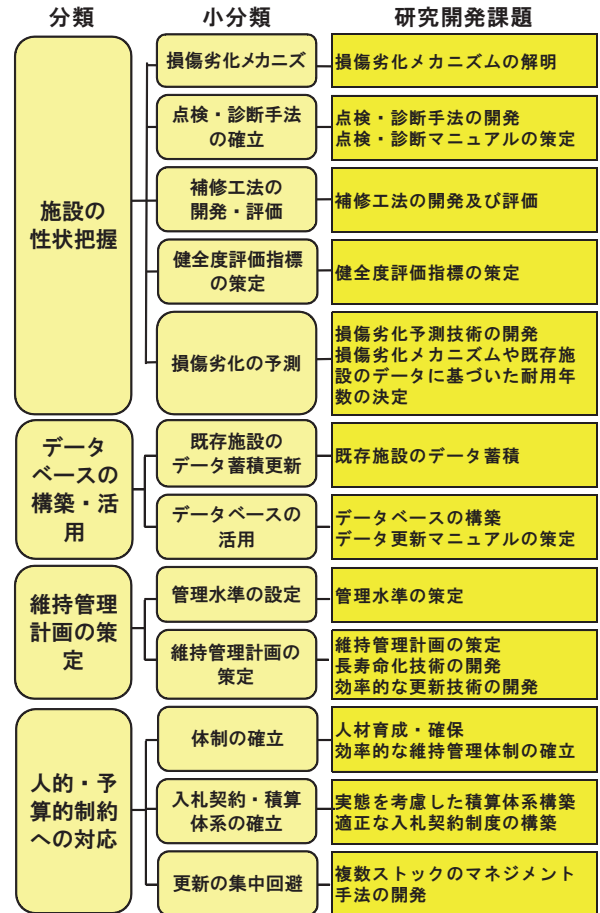 分類 小分類 研究開発課題
施設の
性状把握
損傷劣化メカニズ
損傷劣化メカニズムの解明
点検・診断手法
の確立
点検・診断手法の開発
点検・診断マニュアルの策定
補修工法の
開発・評価
補修工法の開発及び評価
健全度評価指標
の策定
健全度評価指標の策定
損傷劣化の予測
損傷劣化予測技術の開発
損傷劣化メカニズムや既存施
設のデータに基づいた耐用年
数の決定
データ
ベースの
構築・活
用
既存施設の
データ蓄積更新
既存施設のデータ蓄積
データベースの
活用
データベースの構築
データ更新マニュアルの策定
維持管理
計画の策
定
管理水準の設定
管理水準の策定
維持管理計画の
策定
維持管理計画の策定
長寿命化技術の開発
効率的な更新技術の開発
人的・予
算的制約
への対応
体制の確立
人材育成・確保
効率的な維持管理体制の確立
入札契約・積算
体系の確立
実態を考慮した積算体系構築
適正な入札契約制度の構築
更新の集中回避
複数ストックのマネジメント
手法の開発